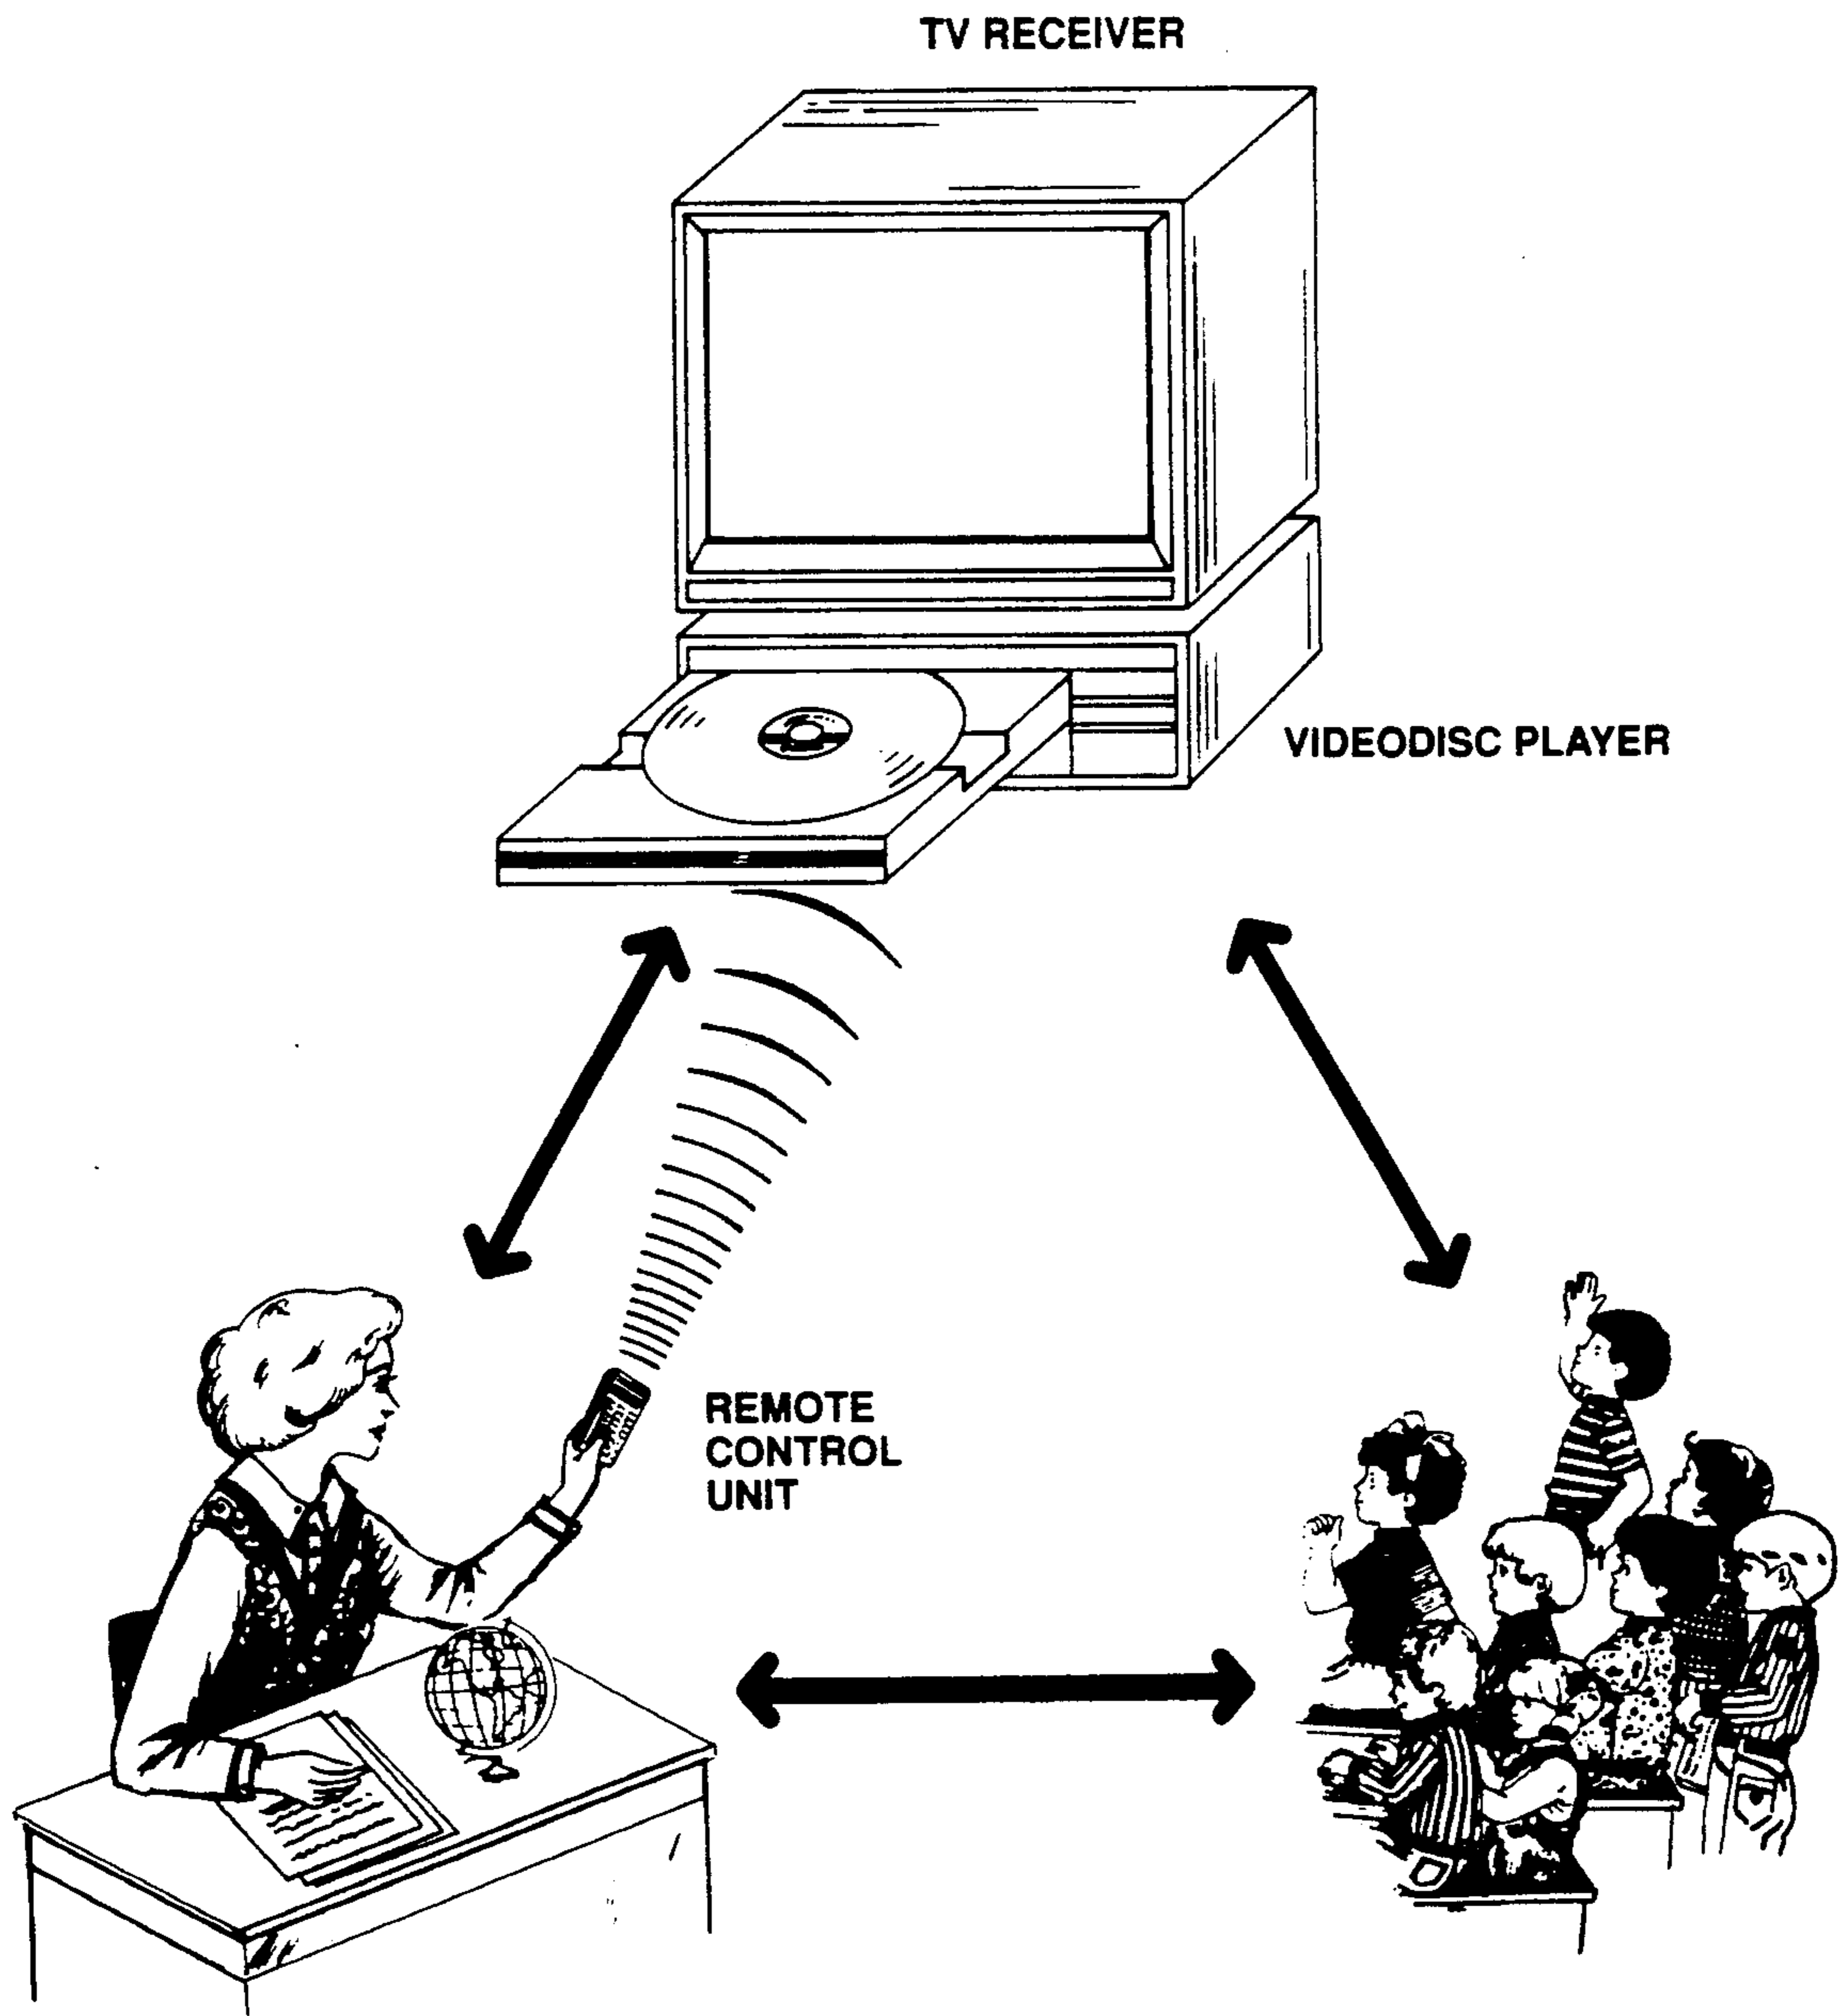 TV RECEIVER
VIDEODISC PLAYER
REMOTE
CONTROL
UNIT